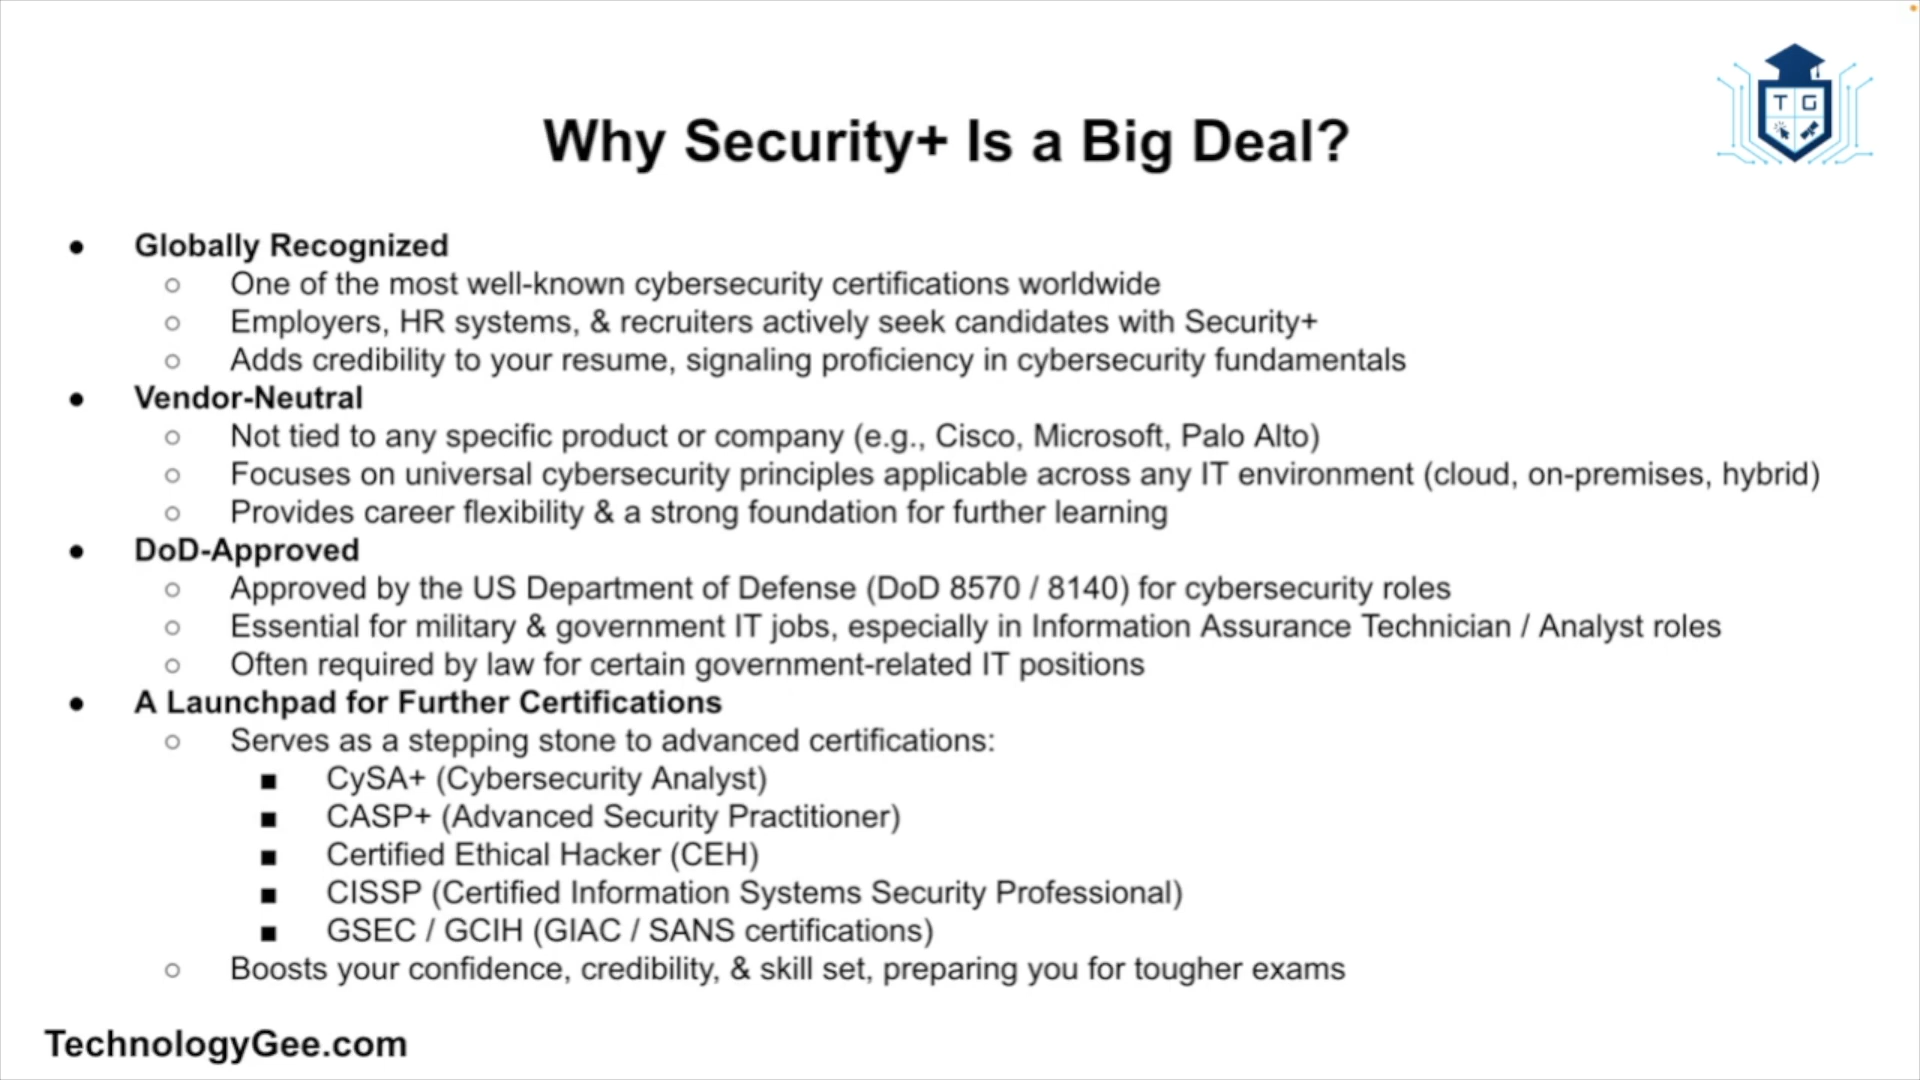 T G
Why Security+ Is a Big Deal?
● Globally Recognized
○ One of the most well-known cybersecurity certifications worldwide
○ Employers, HR systems, & recruiters actively seek candidates with Security+
○ Adds credibility to your resume, signaling proficiency in cybersecurity fundamentals
● Vendor-Neutral
○ Not tied to any specific product or company (e.g., Cisco, Microsoft, Palo Alto)
○ Focuses on universal cybersecurity principles applicable across any IT environment (cloud, on-premises, hybrid)
○ Provides career flexibility & a strong foundation for further learning
● DoD-Approved
○ Approved by the US Department of Defense (DoD 8570 / 8140) for cybersecurity roles
○ Essential for military & government IT jobs, especially in Information Assurance Technician / Analyst roles
○ Often required by law for certain government-related IT positions
● A Launchpad for Further Certifications
○ Serves as a stepping stone to advanced certifications:
■ CySA+ (Cybersecurity Analyst)
■ CASP+ (Advanced Security Practitioner)
■ Certified Ethical Hacker (CEH)
■ CISSP (Certified Information Systems Security Professional)
■ GSEC / GCIH (GIAC / SANS certifications)
○ Boosts your confidence, credibility, & skill set, preparing you for tougher exams
TechnologyGee.com